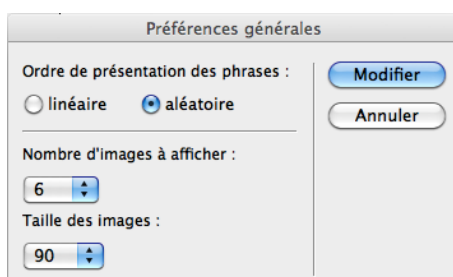 Préférences générales
Ordre de présentation des phrases :
linéaire aléatoire
Modifier
Annuler
Nombre d'images à afficher :
6
Taille des images :
90